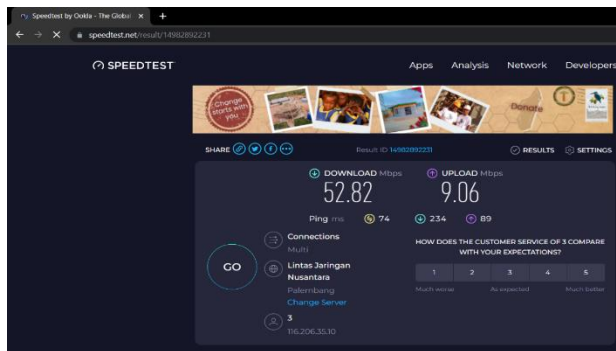 Speedtest by Ookla - The Global
speedtest.net/result/14982892231
SPEEDTEST
Apps Analysis Network Developers
Change starts with you
Donate
SHARE
Result ID 14982892231
RESULTS SETTINGS
DOWNLOAD Mbps UPLOAD Mbps
52.82 9.06
Ping ms 74 234 89
GO
Connections
Multi
Lintas Jaringan
Nusantara
Palembang
Change Server
3
116.206.35.10
HOW DOES THE CUSTOMER SERVICE OF 3 COMPARE
WITH YOUR EXPECTATIONS?
1 2 3 4 5
Much worse As expected Much better